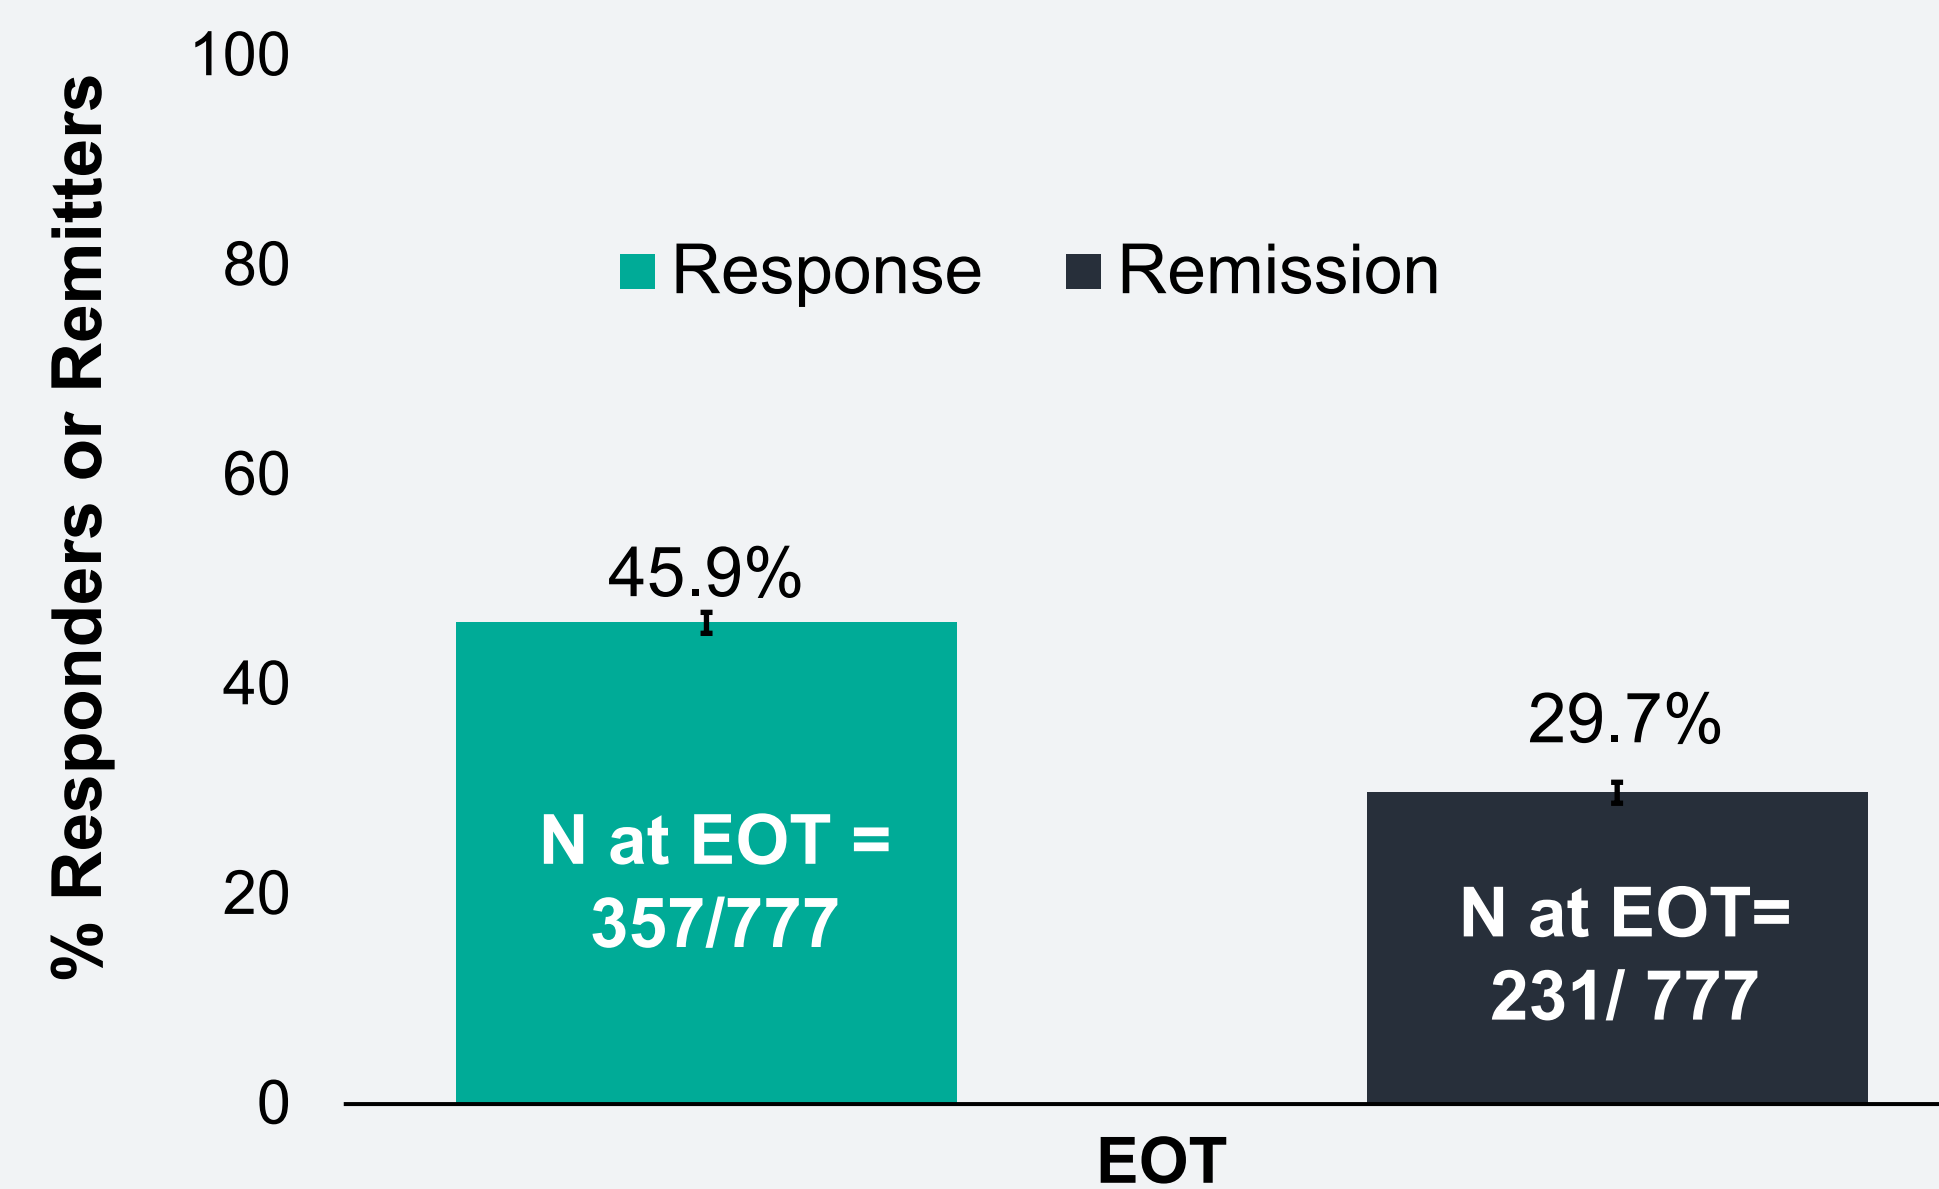 % Responders or Remitters
100
80
60
40
20
0
Response
Remission
45.9%
N at EOT =
357/777
29.7%
N at EOT=
231/ 777
EOT